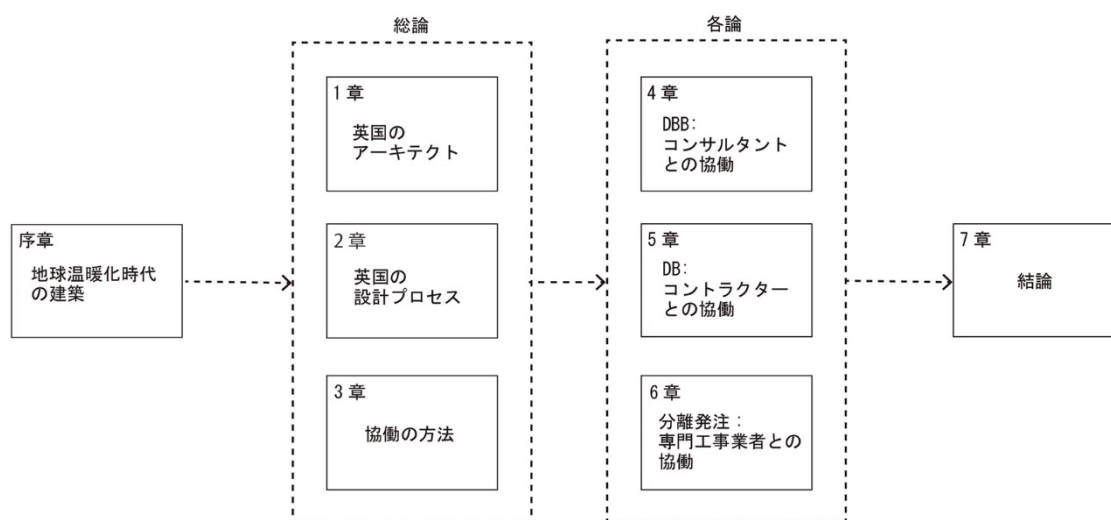 総論
各論
序章
地球温暖化時代
の建築
1章
英国の
アーキテクト
2章
英国の
設計プロセス
3章
協働の方法
4章
DBB:
コンサルタント
との協働
5章
DB:
コントラクター
との協働
6章
分離発注:
専門工事業者との
協働
7章
結論